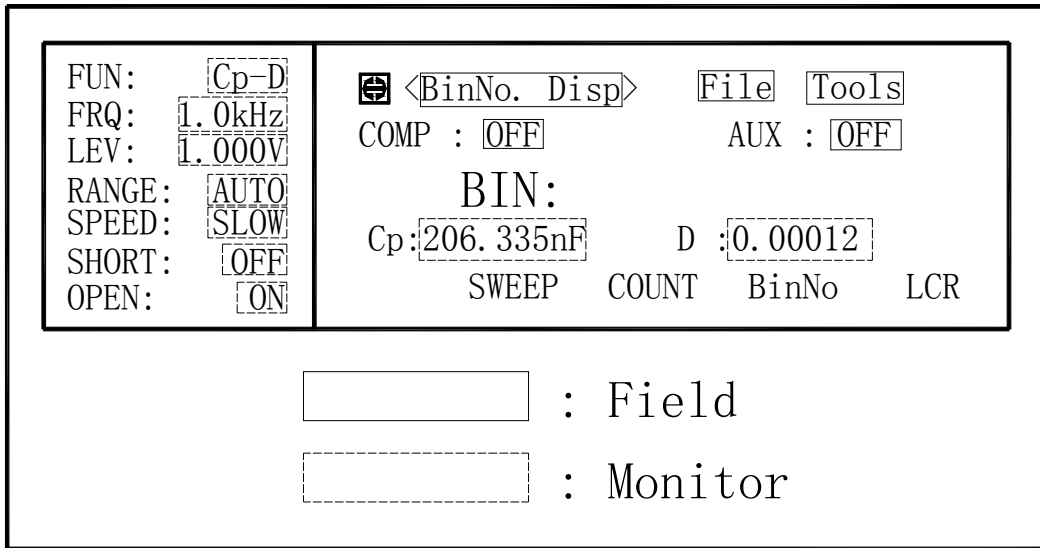 FUN: Cp-D
FRQ: 1.0kHz
LEV: 1.000V
RANGE: AUTO
SPEED: SLOW
SHORT: OFF
OPEN: ON
<BinNo. Disp> File Tools
COMP : OFF AUX : OFF
BIN:
Cp:206.335nF D :0.00012
SWEEP COUNT BinNo LCR
: Field
: Monitor